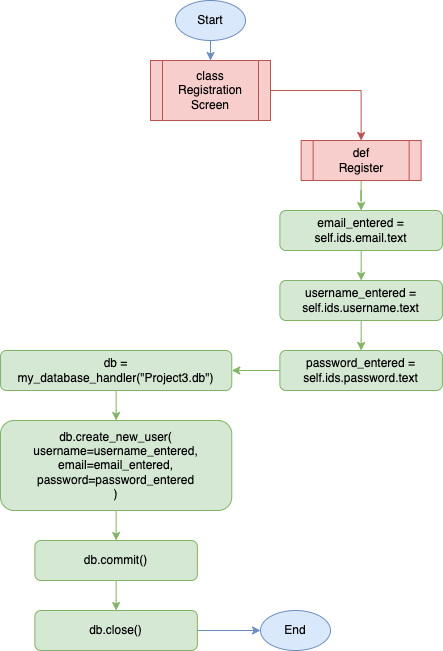 Start
class
Registration
Screen
def
Register
email_entered =
self.ids.email.text
username_entered =
self.ids.username.text
password_entered =
self.ids.password.text
db =
my_database_handler("Project3.db")
db.create_new_user(
username=username_entered,
email=email_entered,
password=password_entered
)
db.commit()
db.close()
End